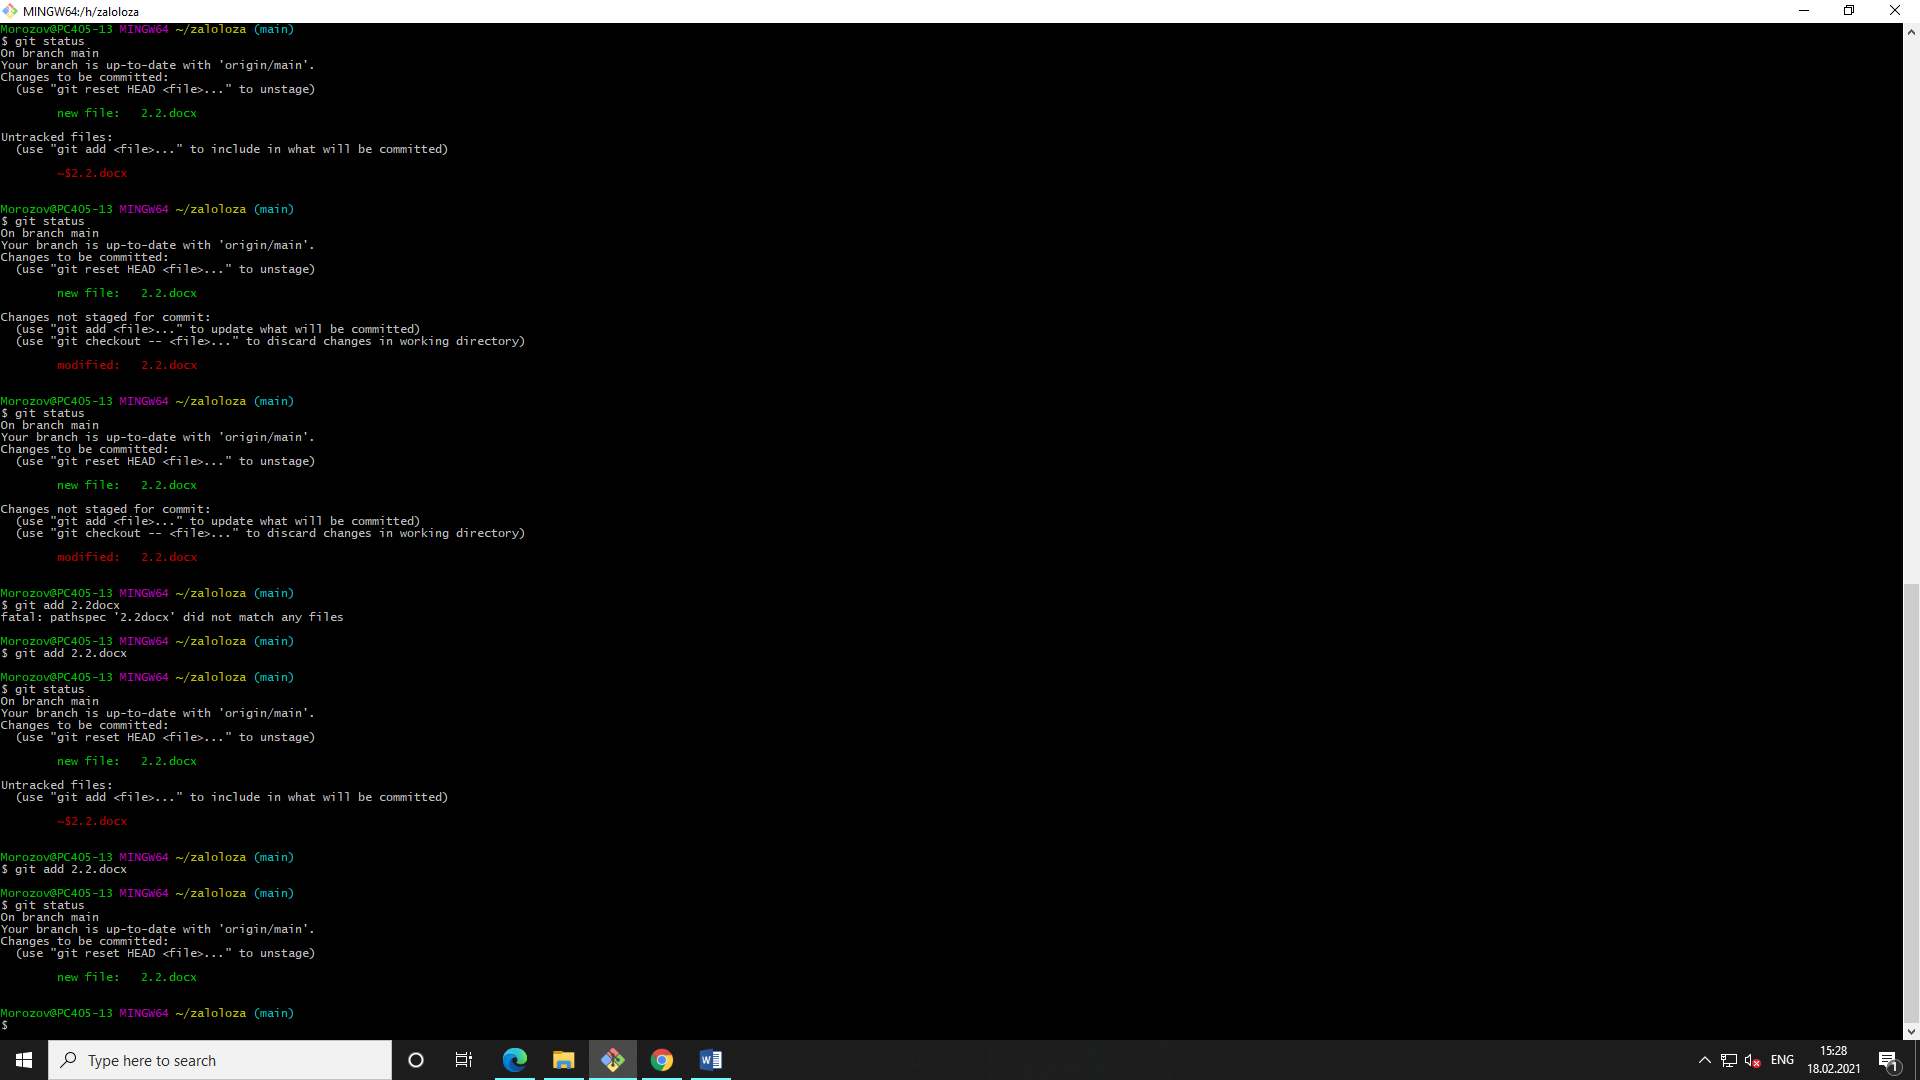 MINGW64:/h/zaloloza
Morozov@PC405-13 MINGW64 ~/zaloloza (main)
$ git status
On branch main
Your branch is up-to-date with 'origin/main'.
Changes to be committed:
  (use "git reset HEAD <file>..." to unstage)
        new file:   2.2.docx
Untracked files:
  (use "git add <file>..." to include in what will be committed)
        ~$2.2.docx
Morozov@PC405-13 MINGW64 ~/zaloloza (main)
$ git status
On branch main
Your branch is up-to-date with 'origin/main'.
Changes to be committed:
  (use "git reset HEAD <file>..." to unstage)
        new file:   2.2.docx
Changes not staged for commit:
  (use "git add <file>..." to update what will be committed)
  (use "git checkout -- <file>..." to discard changes in working directory)
        modified:   2.2.docx
Morozov@PC405-13 MINGW64 ~/zaloloza (main)
$ git status
On branch main
Your branch is up-to-date with 'origin/main'.
Changes to be committed:
  (use "git reset HEAD <file>..." to unstage)
        new file:   2.2.docx
Changes not staged for commit:
  (use "git add <file>..." to update what will be committed)
  (use "git checkout -- <file>..." to discard changes in working directory)
        modified:   2.2.docx
Morozov@PC405-13 MINGW64 ~/zaloloza (main)
$ git add 2.2docx
fatal: pathspec '2.2docx' did not match any files
Morozov@PC405-13 MINGW64 ~/zaloloza (main)
$ git add 2.2.docx
Morozov@PC405-13 MINGW64 ~/zaloloza (main)
$ git status
On branch main
Your branch is up-to-date with 'origin/main'.
Changes to be committed:
  (use "git reset HEAD <file>..." to unstage)
        new file:   2.2.docx
Untracked files:
  (use "git add <file>..." to include in what will be committed)
        ~$2.2.docx
Morozov@PC405-13 MINGW64 ~/zaloloza (main)
$ git add 2.2.docx
Morozov@PC405-13 MINGW64 ~/zaloloza (main)
$ git status
On branch main
Your branch is up-to-date with 'origin/main'.
Changes to be committed:
  (use "git reset HEAD <file>..." to unstage)
        new file:   2.2.docx
Morozov@PC405-13 MINGW64 ~/zaloloza (main)
$
Type here to search
ENG
15:28
18.02.2021
1